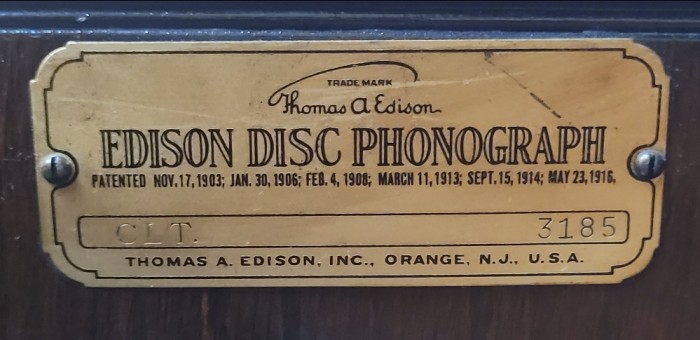 TRADE MARK
Thomas A Edison
EDISON DISC PHONOGRAPH
PATENTED NOV.17,1903; JAN. 30,1906; FEB. 4, 1908; MARCH 11,1913; SEPT.15, 1914; MAY 23,1916.
CLT. 3185
THOMAS A. EDISON, INC., ORANGE, N.J., U.S.A.